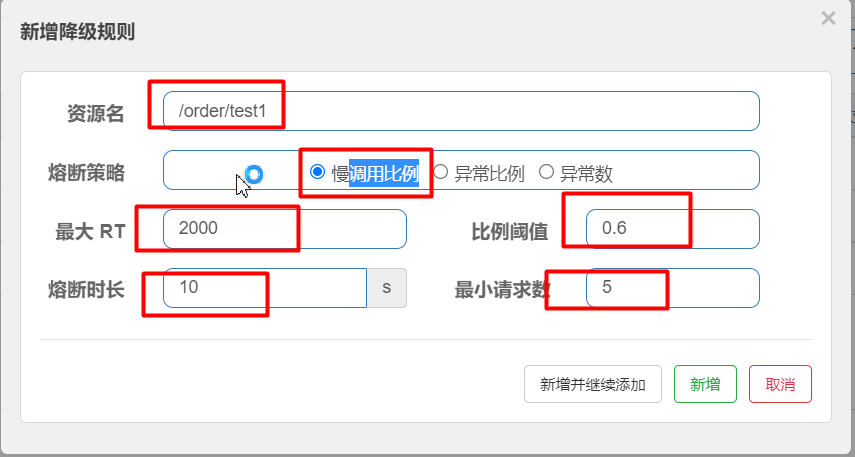 新增降级规则
×
资源名 /order/test1
熔断策略 慢调用比例 异常比例 异常数
最大 RT 2000 比例阈值 0.6
熔断时长 10 s 最小请求数 5
新增并继续添加 新增 取消